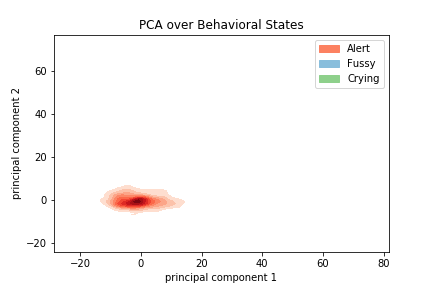 PCA over Behavioral States
Alert
Fussy
Crying
principal component 2
60
40
20
0
−20
−20
0
20
40
60
80
principal component 1